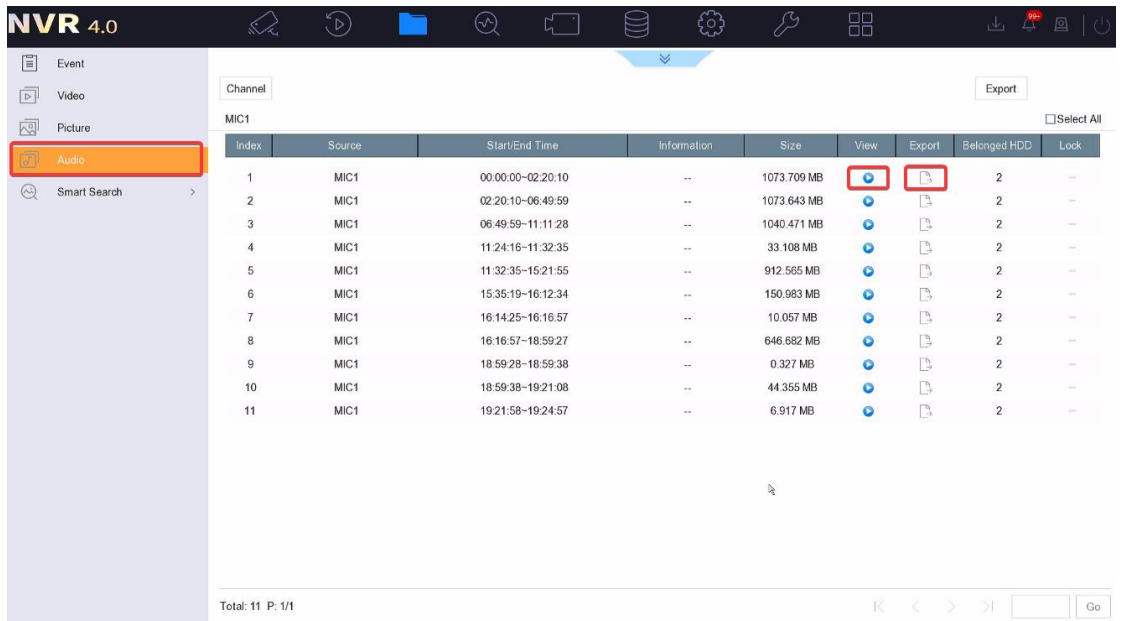 NVR 4.0
99+
Event
Video
Picture
Audio
Smart Search
Channel
Export
MIC1
Select All
Index Source Start/End Time Information Size View Export Belonged HDD Lock
1 MIC1 00:00:00~02:20:10 -- 1073.709 MB 2 —
2 MIC1 02:20:10~06:49:59 -- 1073.643 MB 2 —
3 MIC1 06:49:59~11:11:28 -- 1040.471 MB 2 —
4 MIC1 11:24:16~11:32:35 -- 33.108 MB 2 —
5 MIC1 11:32:35~15:21:55 -- 912.565 MB 2 —
6 MIC1 15:35:19~16:12:34 -- 150.983 MB 2 —
7 MIC1 16:14:25~16:16:57 -- 10.057 MB 2 —
8 MIC1 16:16:57~18:59:27 -- 646.682 MB 2 —
9 MIC1 18:59:28~18:59:38 -- 0.327 MB 2 —
10 MIC1 18:59:38~19:21:08 -- 44.355 MB 2 —
11 MIC1 19:21:58~19:24:57 -- 6.917 MB 2 —
Total: 11 P: 1/1
Go